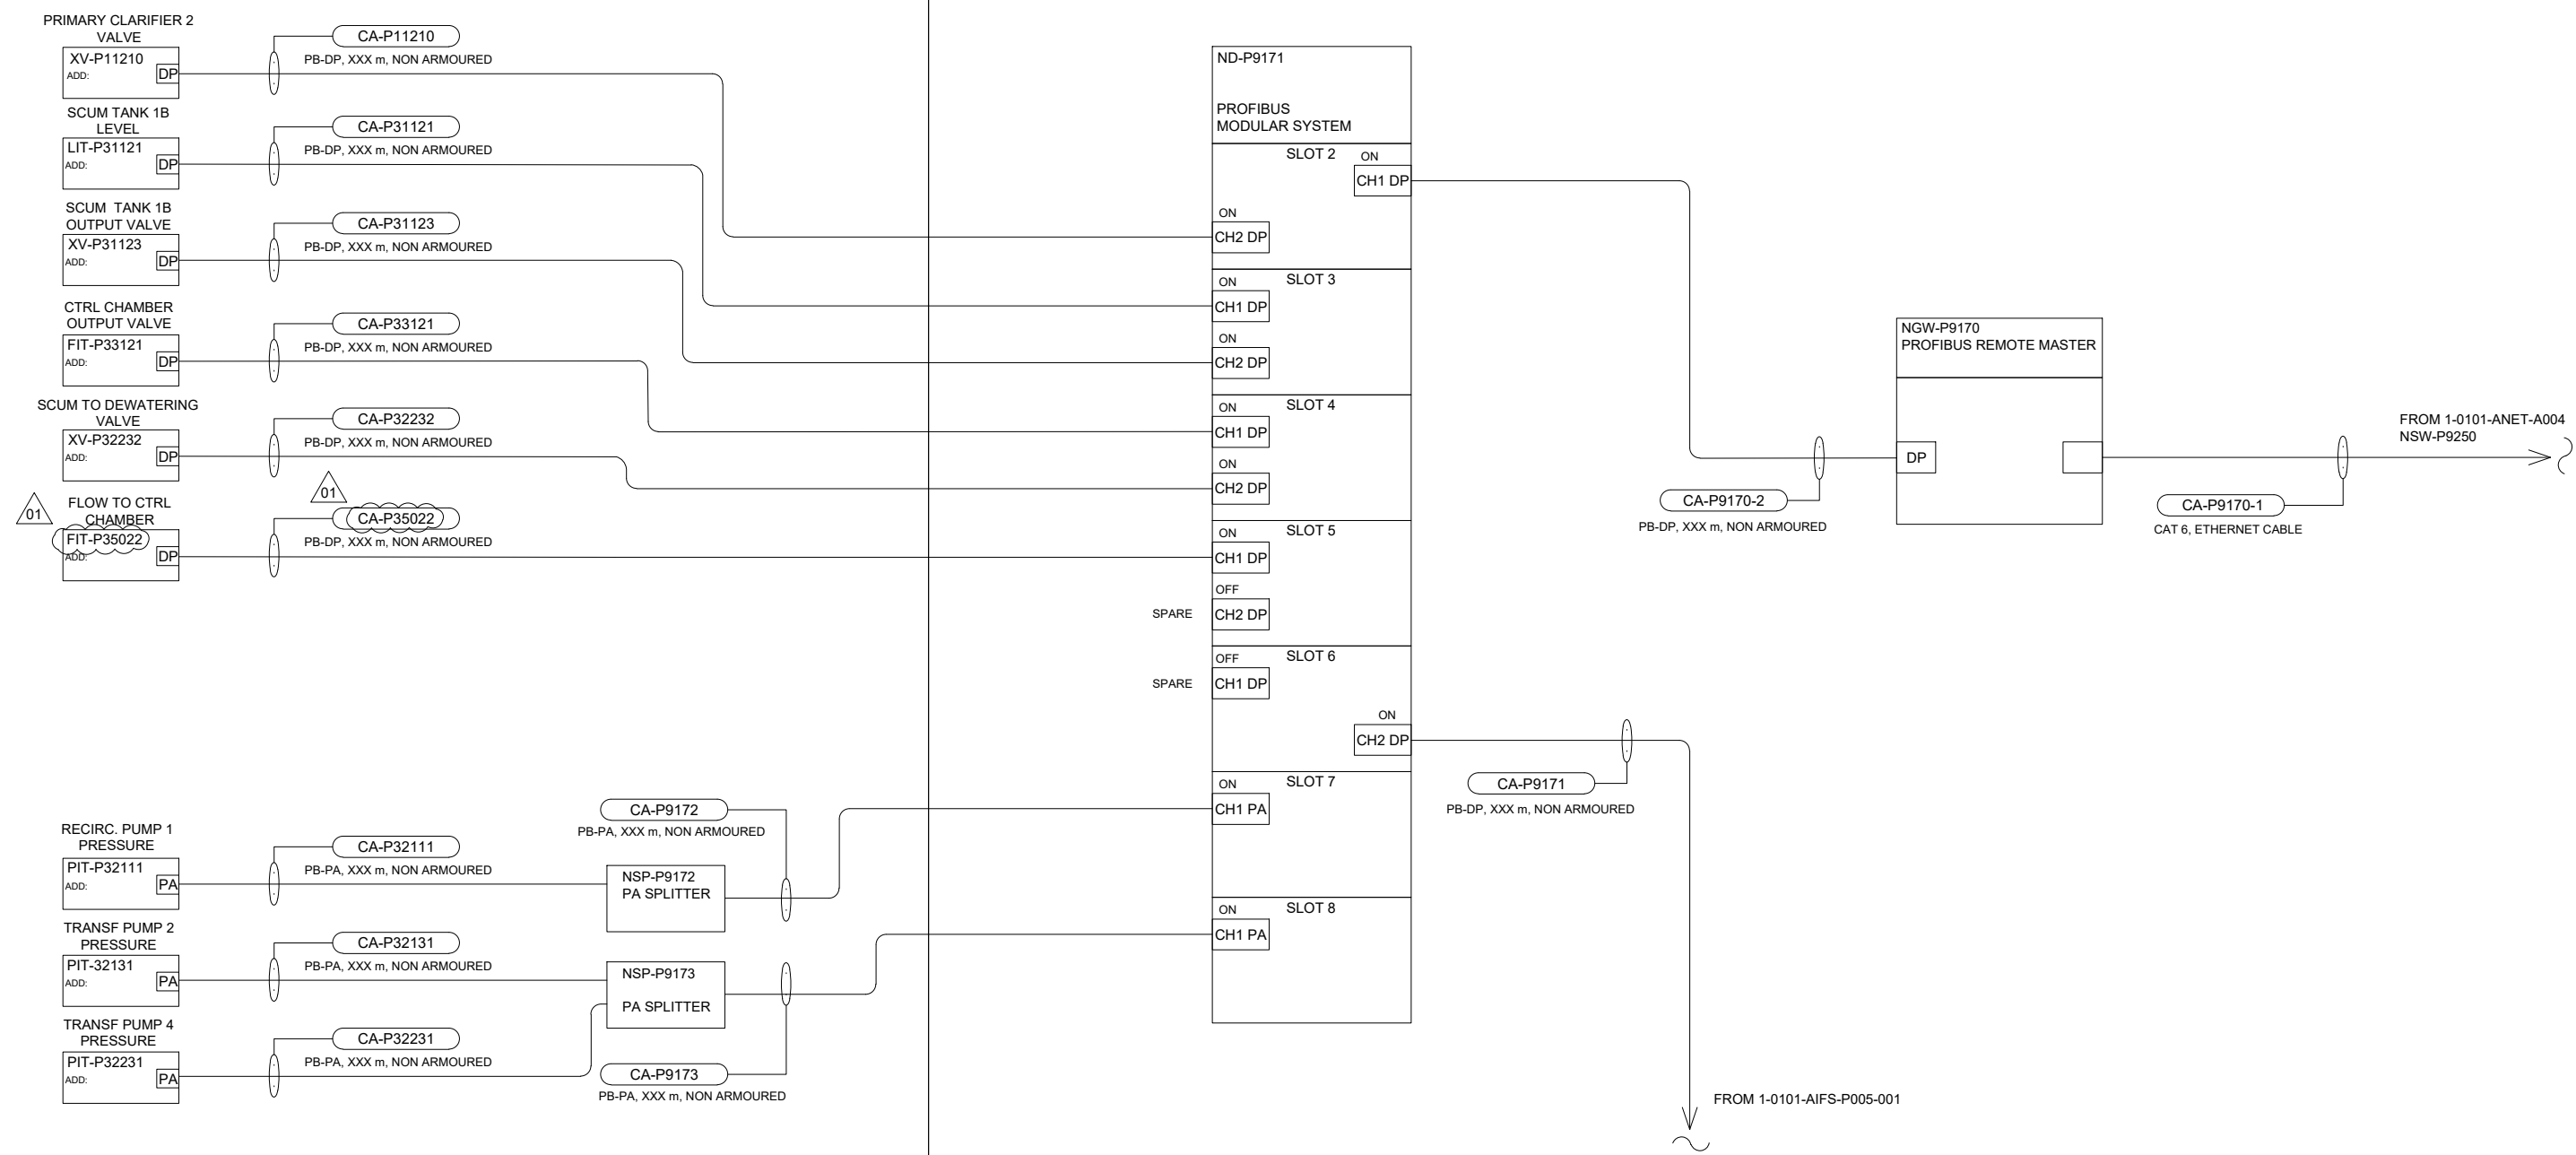 PRIMARY CLARIFIER 2
VALVE
XV-P11210
ADD:
DP
CA-P11210
PB-DP, XXX m, NON ARMOURED
SCUM TANK 1B
LEVEL
LIT-P31121
ADD:
DP
CA-P31121
PB-DP, XXX m, NON ARMOURED
SCUM TANK 1B
OUTPUT VALVE
XV-P31123
ADD:
DP
CA-P31123
PB-DP, XXX m, NON ARMOURED
CTRL CHAMBER
OUTPUT VALVE
FIT-P33121
ADD:
DP
CA-P33121
PB-DP, XXX m, NON ARMOURED
SCUM TO DEWATERING
VALVE
XV-P32232
ADD:
DP
CA-P32232
PB-DP, XXX m, NON ARMOURED
01
FLOW TO CTRL
CHAMBER
FIT-P35022
ADD:
DP
01
CA-P35022
PB-DP, XXX m, NON ARMOURED
RECIRC. PUMP 1
PRESSURE
PIT-P32111
ADD:
PA
CA-P32111
PB-PA, XXX m, NON ARMOURED
TRANSF PUMP 2
PRESSURE
PIT-32131
ADD:
PA
CA-P32131
PB-PA, XXX m, NON ARMOURED
TRANSF PUMP 4
PRESSURE
PIT-P32231
ADD:
PA
CA-P32231
PB-PA, XXX m, NON ARMOURED
CA-P9172
PB-PA, XXX m, NON ARMOURED
NSP-P9172
PA SPLITTER
NSP-P9173
PA SPLITTER
CA-P9173
PB-PA, XXX m, NON ARMOURED
ND-P9171
PROFIBUS
MODULAR SYSTEM
SLOT 2
ON
CH1 DP
ON
CH2 DP
SLOT 3
ON
CH1 DP
ON
CH2 DP
SLOT 4
ON
CH1 DP
ON
CH2 DP
SLOT 5
ON
CH1 DP
OFF
SPARE
CH2 DP
SLOT 6
OFF
SPARE
CH1 DP
ON
CH2 DP
SLOT 7
ON
CH1 PA
SLOT 8
ON
CH1 PA
CA-P9171
PB-DP, XXX m, NON ARMOURED
FROM 1-0101-AIFS-P005-001
CA-P9170-2
PB-DP, XXX m, NON ARMOURED
NGW-P9170
PROFIBUS REMOTE MASTER
DP
CA-P9170-1
CAT 6, ETHERNET CABLE
FROM 1-0101-ANET-A004
NSW-P9250